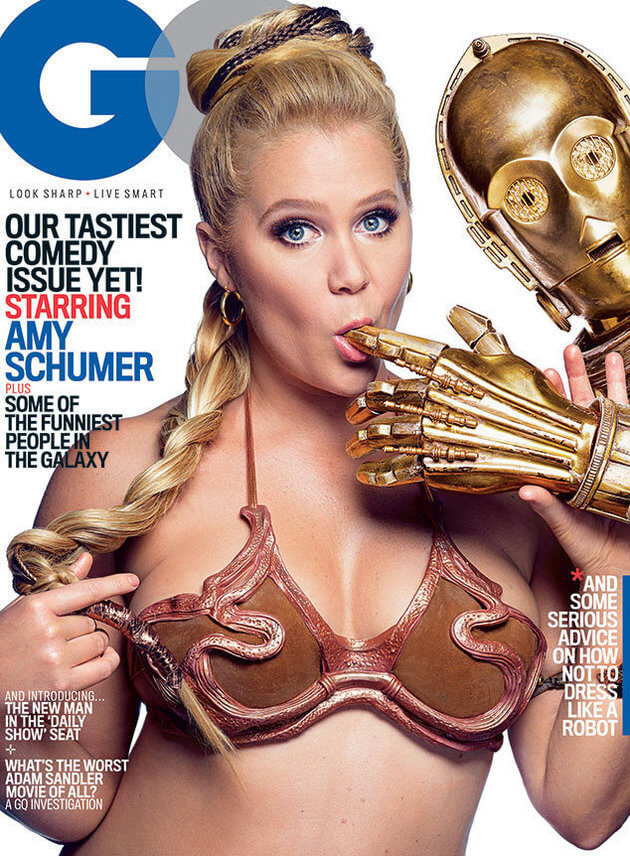 GQ
LOOK SHARP + LIVE SMART
OUR TASTIEST
COMEDY
ISSUE YET!
STARRING
AMY
SCHUMER
PLUS
SOME OF
THE FUNNIEST
PEOPLE IN
THE GALAXY
*AND
SOME
SERIOUS
ADVICE
ON HOW
NOT TO
DRESS
LIKE A
ROBOT
AND INTRODUCING...
THE NEW MAN
IN THE 'DAILY
SHOW' SEAT
+
WHAT'S THE WORST
ADAM SANDLER
MOVIE OF ALL?
A GQ INVESTIGATION